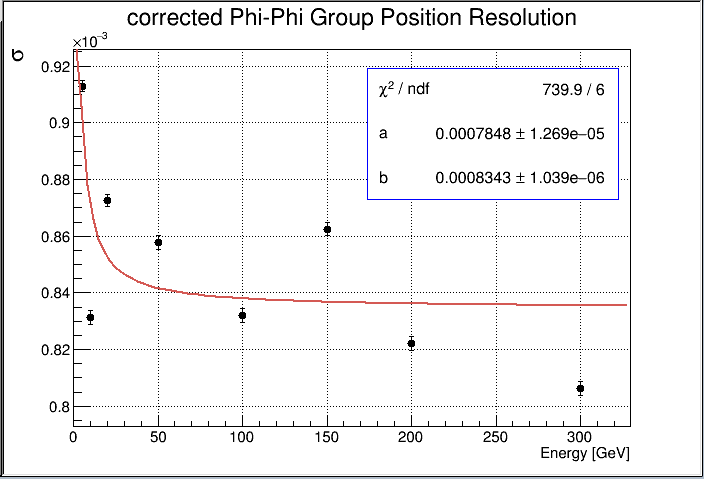 corrected Phi-Phi Group Position Resolution
×10⁻³
σ
0.92
0.9
0.88
0.86
0.84
0.82
0.8
χ² / ndf 739.9 / 6
a 0.0007848 ± 1.269e−05
b 0.0008343 ± 1.039e−06
0 50 100 150 200 250 300
Energy [GeV]